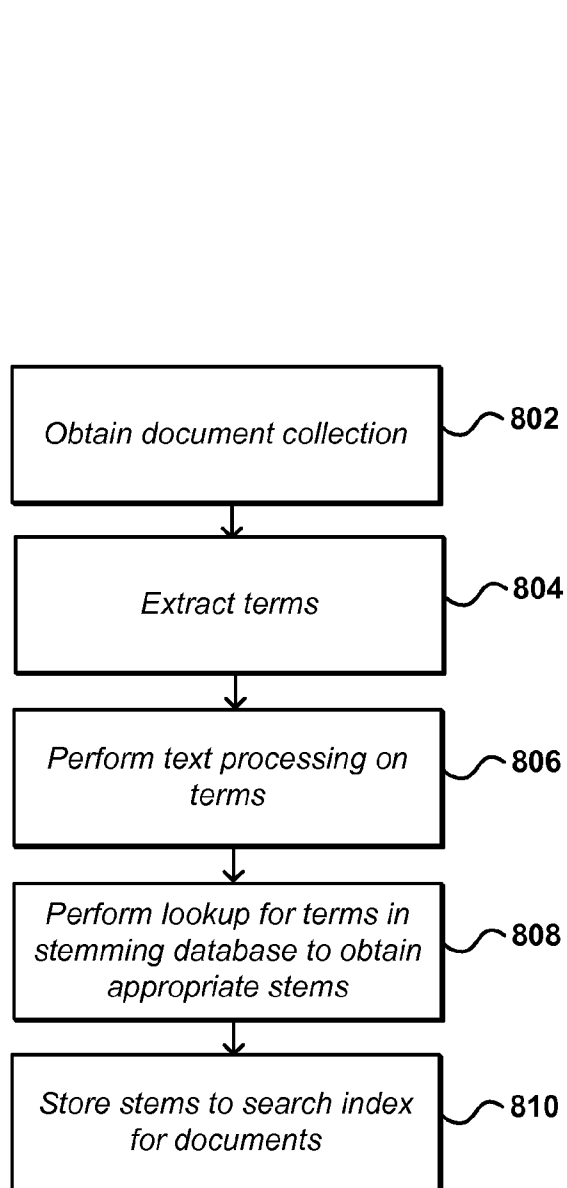 Obtain document collection
802
Extract terms
804
Perform text processing on
terms
806
Perform lookup for terms in
stemming database to obtain
appropriate stems
808
Store stems to search index
for documents
810